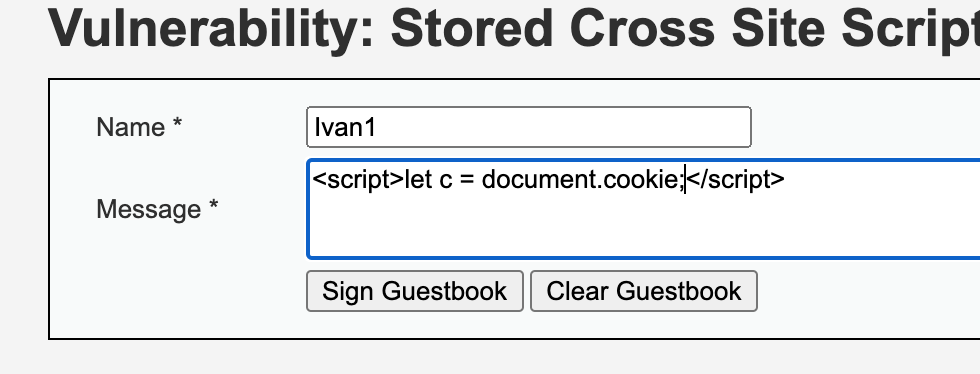 Vulnerability: Stored Cross Site Script
Name * Ivan1
<script>let c = document.cookie;</script>
Message *
Sign Guestbook Clear Guestbook